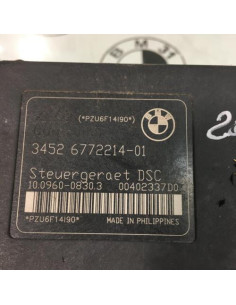 (*PZU6F14I90*)
3452 6772214-01
Steuergeraet DSC
10.0960-0830.3 00402337D0
*PZU6F14I90* MADE IN PHILIPPINES